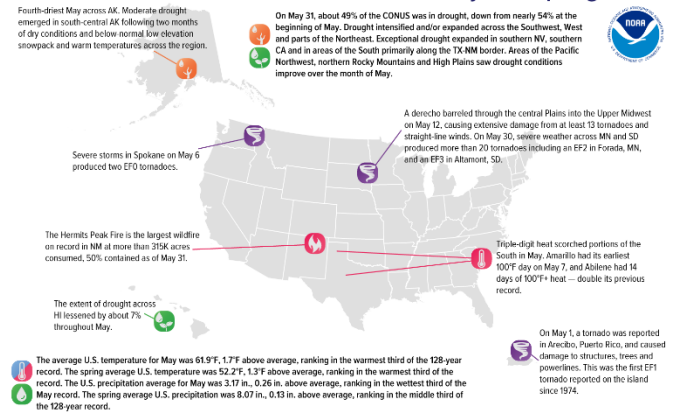 Fourth-driest May across AK. Moderate drought
emerged in south-central AK following two months
of dry conditions and below-normal low elevation
snowpack and warm temperatures across the region.
On May 31, about 49% of the CONUS was in drought, down from nearly 54% at the
beginning of May. Drought intensified and/or expanded across the Southwest, West
and parts of the Northeast. Exceptional drought expanded in southern NV, southern
CA and in areas of the South primarily along the TX-NM border. Areas of the Pacific
Northwest, northern Rocky Mountains and High Plains saw drought conditions
improve over the month of May.
NOAA
A derecho barreled through the central Plains into the Upper Midwest
on May 12, causing extensive damage from at least 13 tornadoes and
straight-line winds. On May 30, severe weather across MN and SD
produced more than 20 tornadoes including an EF2 in Forada, MN,
and an EF3 in Altamont, SD.
Severe storms in Spokane on May 6
produced two EF0 tornadoes.
The Hermits Peak Fire is the largest wildfire
on record in NM at more than 315K acres
consumed, 50% contained as of May 31.
Triple-digit heat scorched portions of the
South in May. Amarillo had its earliest
100°F day on May 7, and Abilene had 14
days of 100°F+ heat — double its previous
record.
The extent of drought across
HI lessened by about 7%
throughout May.
On May 1, a tornado was reported
in Arecibo, Puerto Rico, and caused
damage to structures, trees and
powerlines. This was the first EF1
tornado reported on the island
since 1974.
The average U.S. temperature for May was 61.9°F, 1.7°F above average, ranking in the warmest third of the 128-year
record. The spring average U.S. temperature was 52.2°F, 1.3°F above average, ranking in the warmest third of the
record. The U.S. precipitation average for May was 3.17 in., 0.26 in. above average, ranking in the wettest third of the
May record. The spring average U.S. precipitation was 8.07 in., 0.13 in. above average, ranking in the middle third of
the 128-year record.